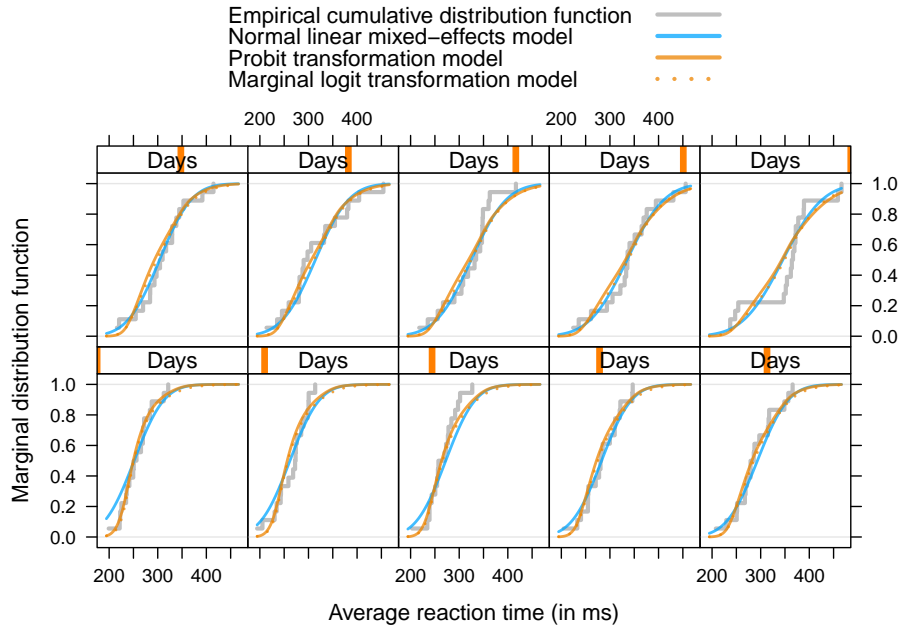 Empirical cumulative distribution function
Normal linear mixed−effects model
Probit transformation model
Marginal logit transformation model
200 300 400 200 300 400
Days Days Days Days Days
1.0
0.8
0.6
0.4
0.2
0.0
Days Days Days Days Days
1.0
0.8
0.6
0.4
0.2
0.0
200 300 400 200 300 400 200 300 400
Marginal distribution function
Average reaction time (in ms)